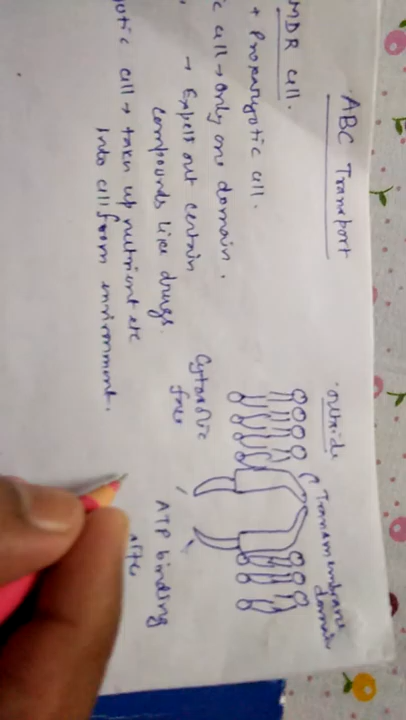 ABC Transport
MDR cell.
+ Prokaryotic cell.
c cell → Only one domain.
→ Expell out certain
compounds like drugs.
otic cell → taken up nutrient etc
into cell from environment.
outside
Transmembrane
domain
Cytosolic
face
ATP binding